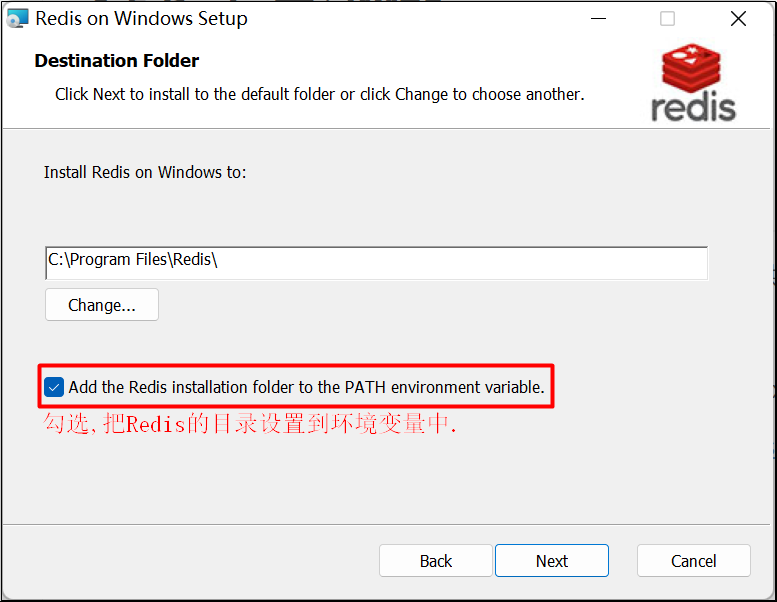 Redis on Windows Setup
Destination Folder
Click Next to install to the default folder or click Change to choose another.
redis
Install Redis on Windows to:
C:\Program Files\Redis\
Change...
Add the Redis installation folder to the PATH environment variable.
勾选,把Redis的目录设置到环境变量中.
Back
Next
Cancel